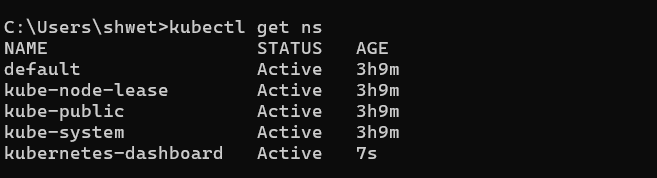 C:\Users\shwet>kubectl get ns
NAME                   STATUS   AGE
default                Active   3h9m
kube-node-lease        Active   3h9m
kube-public            Active   3h9m
kube-system            Active   3h9m
kubernetes-dashboard   Active   7s